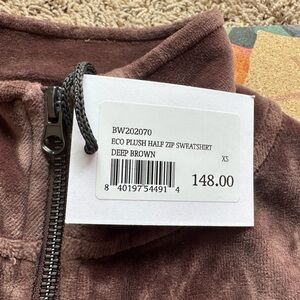 BW202070
ECO PLUSH HALF ZIP SWEATSHIRT
DEEP BROWN XS
8 40197 54491 4
148.00